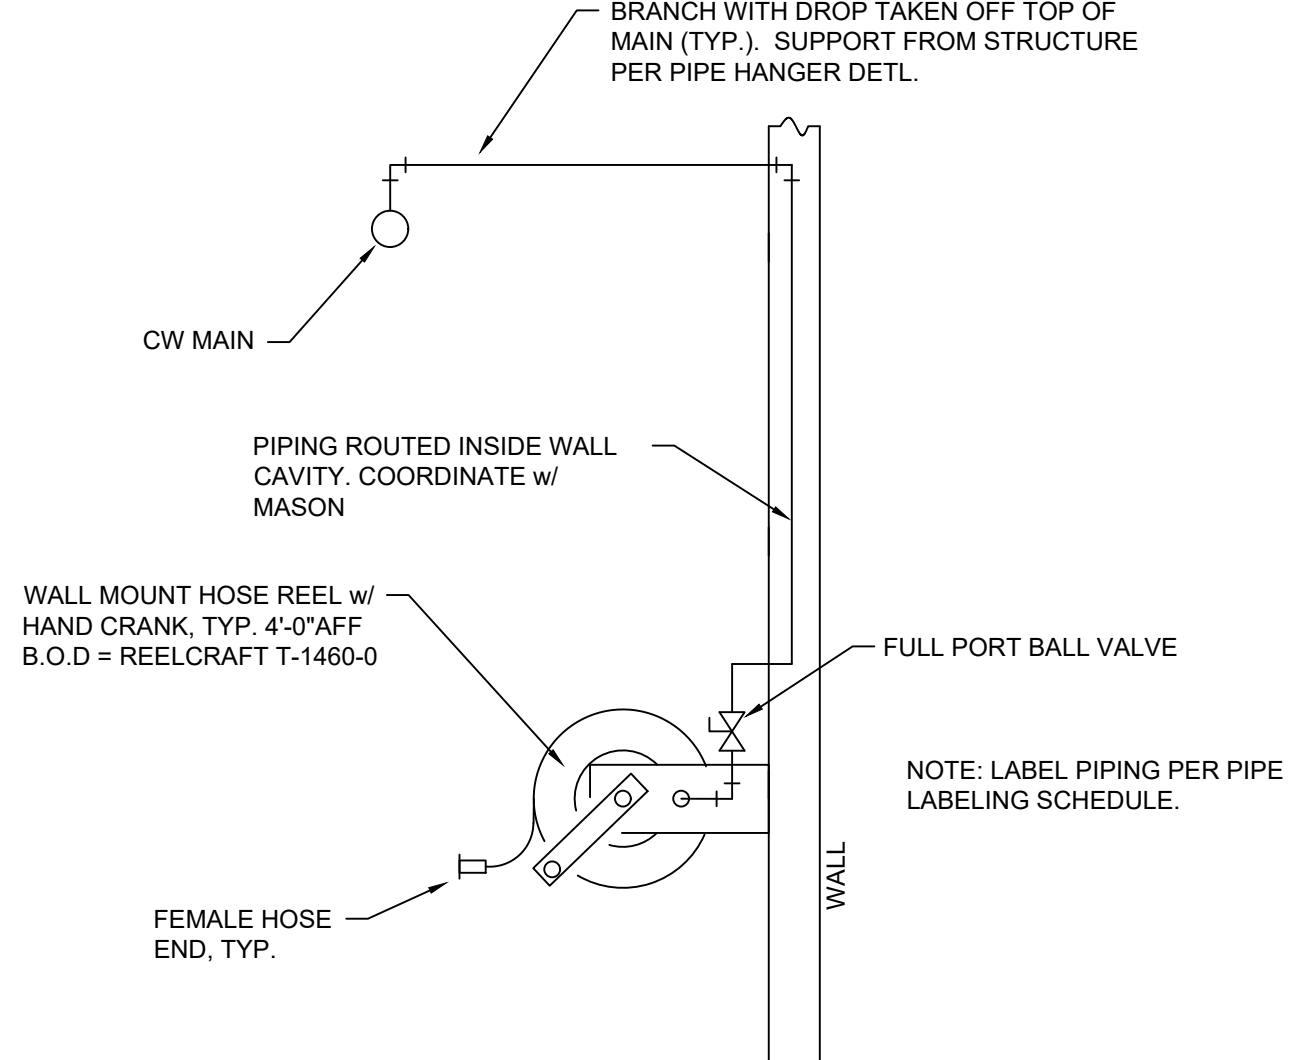 BRANCH WITH DROP TAKEN OFF TOP OF
MAIN (TYP.). SUPPORT FROM STRUCTURE
PER PIPE HANGER DETL.
CW MAIN
PIPING ROUTED INSIDE WALL
CAVITY. COORDINATE w/
MASON
WALL MOUNT HOSE REEL w/
HAND CRANK, TYP. 4'-0"AFF
B.O.D = REELCRAFT T-1460-0
FULL PORT BALL VALVE
NOTE: LABEL PIPING PER PIPE
LABELING SCHEDULE.
WALL
FEMALE HOSE
END, TYP.